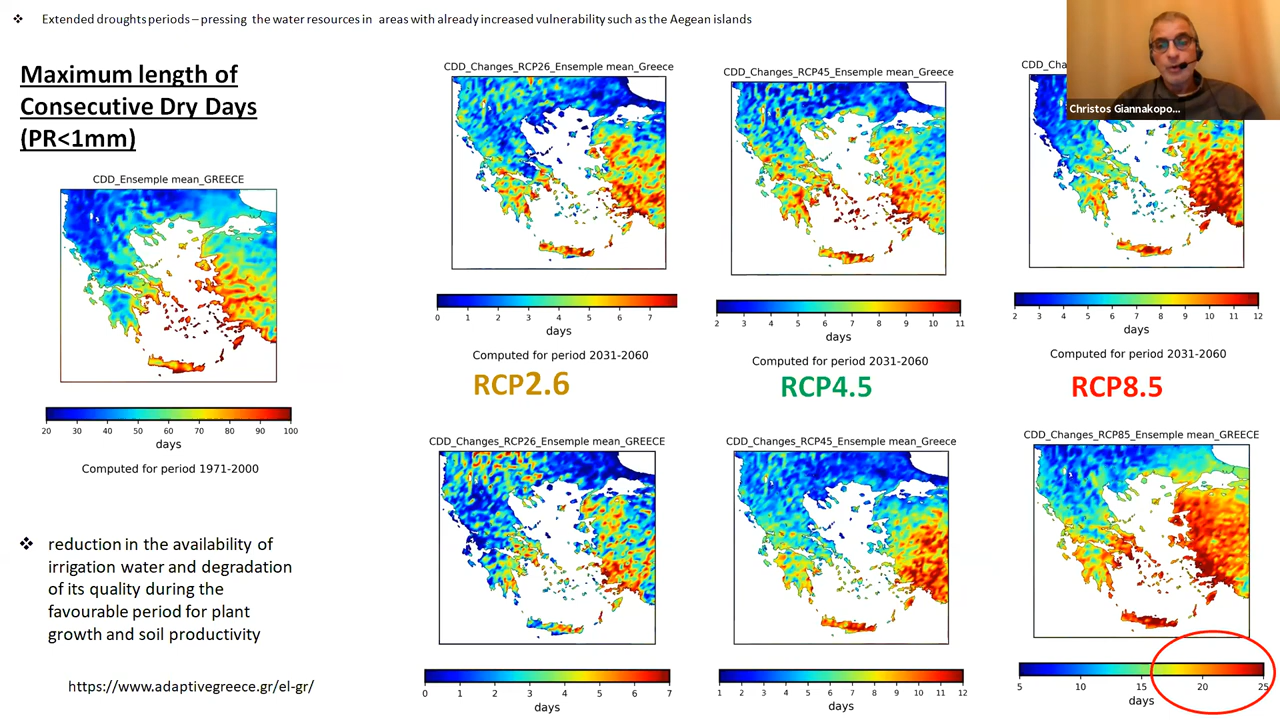 ❖ Extended droughts periods – pressing the water resources in areas with already increased vulnerability such as the Aegean islands
Maximum length of
Consecutive Dry Days
(PR<1mm)
CDD_Ensemple mean_GREECE
20 30 40 50 60 70 80 90 100
days
Computed for period 1971-2000
❖ reduction in the availability of
irrigation water and degradation
of its quality during the
favourable period for plant
growth and soil productivity
https://www.adaptivegreece.gr/el-gr/
CDD_Changes_RCP26_Ensemple mean_Greece
0 1 2 3 4 5 6 7
days
Computed for period 2031-2060
RCP2.6
CDD_Changes_RCP45_Ensemple mean_Greece
2 3 4 5 6 7 8 9 10 11
days
Computed for period 2031-2060
RCP4.5
CDD_Cha
Christos Giannakopo...
2 3 4 5 6 7 8 9 10 11 12
days
Computed for period 2031-2060
RCP8.5
CDD_Changes_RCP26_Ensemple mean_GREECE
0 1 2 3 4 5 6 7
days
CDD_Changes_RCP45_Ensemple mean_Greece
1 2 3 4 5 6 7 8 9 10 11 12
days
CDD_Changes_RCP85_Ensemple mean_GREECE
5 10 15 20 25
days